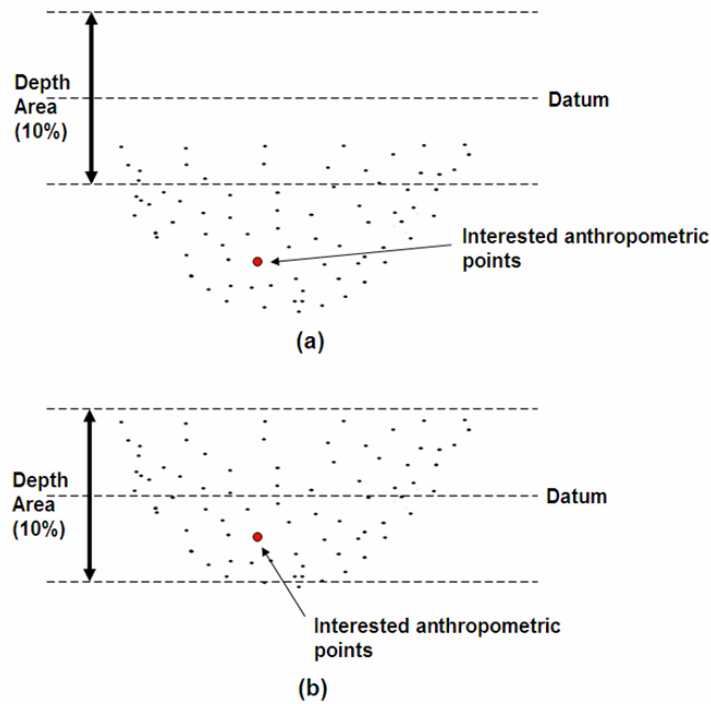 Depth
Area
(10%)
Datum
Interested anthropometric
points
(a)
Depth
Area
(10%)
Datum
Interested anthropometric
points
(b)